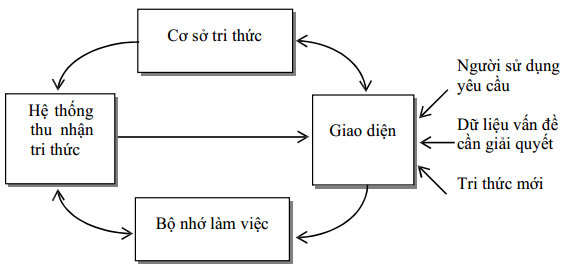 Cơ sở tri thức
Hệ thống
thu nhận
tri thức
Giao diện
Người sử dụng
yêu cầu
Dữ liệu vấn đề
cần giải quyết
Tri thức mới
Bộ nhớ làm việc